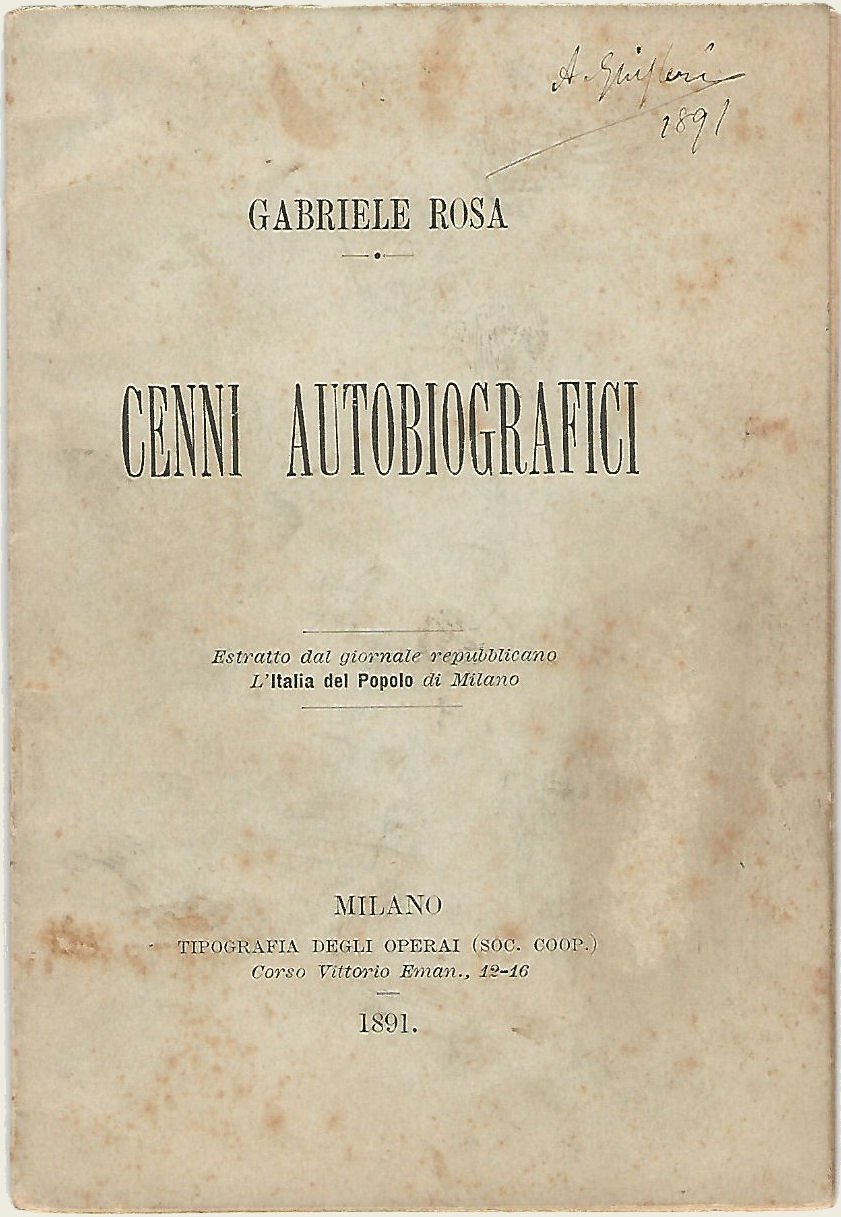 A. Ghisleri
1891
GABRIELE ROSA
CENNI AUTOBIOGRAFICI
Estratto dal giornale repubblicano
L'Italia del Popolo di Milano
MILANO
TIPOGRAFIA DEGLI OPERAI (SOC. COOP.)
Corso Vittorio Eman., 12-16
1891.